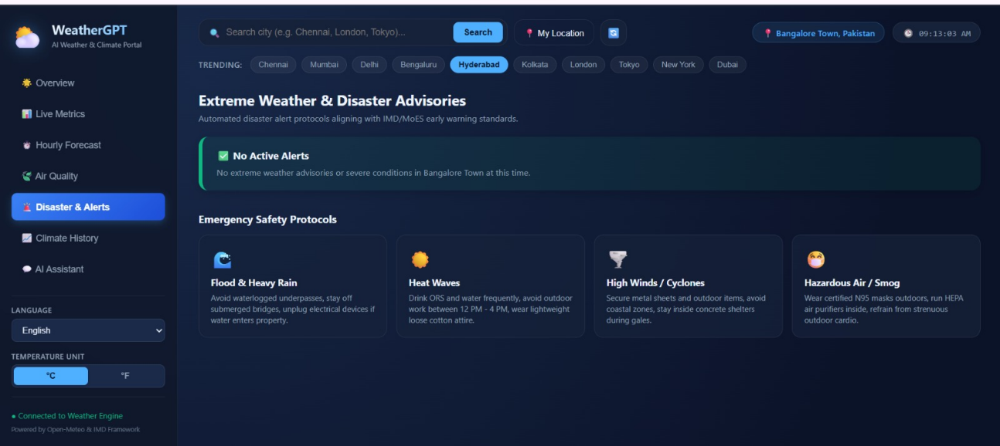 WeatherGPT
AI Weather & Climate Portal
Overview
Live Metrics
Hourly Forecast
Air Quality
Disaster & Alerts
Climate History
AI Assistant
LANGUAGE
English
TEMPERATURE UNIT
°C
°F
● Connected to Weather Engine
Powered by Open-Meteo & IMD Framework
Search city (e.g. Chennai, London, Tokyo)...
Search
My Location
Bangalore Town, Pakistan
09:13:03 AM
TRENDING:
Chennai
Mumbai
Delhi
Bengaluru
Hyderabad
Kolkata
London
Tokyo
New York
Dubai
Extreme Weather & Disaster Advisories
Automated disaster alert protocols aligning with IMD/MoES early warning standards.
No Active Alerts
No extreme weather advisories or severe conditions in Bangalore Town at this time.
Emergency Safety Protocols
Flood & Heavy Rain
Avoid waterlogged underpasses, stay off
submerged bridges, unplug electrical devices if
water enters property.
Heat Waves
Drink ORS and water frequently, avoid outdoor
work between 12 PM - 4 PM, wear lightweight
loose cotton attire.
High Winds / Cyclones
Secure metal sheets and outdoor items, avoid
coastal zones, stay inside concrete shelters
during gales.
Hazardous Air / Smog
Wear certified N95 masks outdoors, run HEPA
air purifiers inside, refrain from strenuous
outdoor cardio.